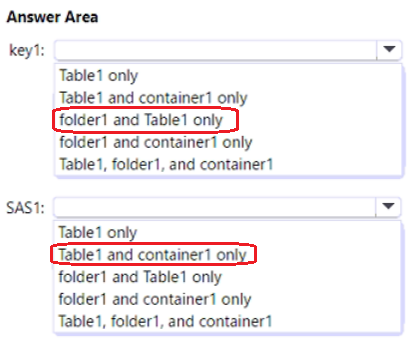 Answer Area
key1:
Table1 only
Table1 and container1 only
folder1 and Table1 only
folder1 and container1 only
Table1, folder1, and container1
SAS1:
Table1 only
Table1 and container1 only
folder1 and Table1 only
folder1 and container1 only
Table1, folder1, and container1